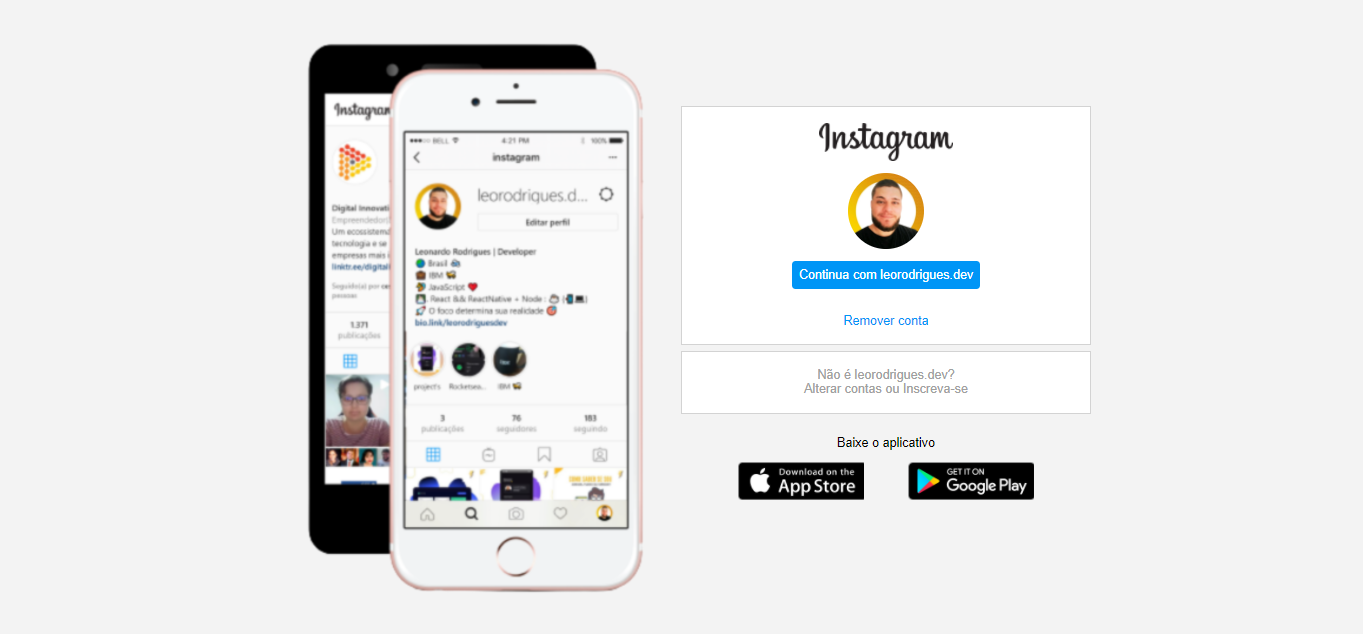 Instagram
Digital Innovati
Empreendedor(
Um ecossistema
tecnologia e se
empresas mais i
linktr.ee/digital
Seguido(a) por
pessoas
1.371
publicações
BELL
4:21 PM
100%
instagram
leorodrigues.d...
Editar perfil
Leonardo Rodrigues | Developer
Brasil
IBM
JavaScript
React && ReactNative + Node :
O foco determina sua realidade
bio.link/leorodriguesdev
projects
Rocketsea...
IBM
3
76
183
publicações
seguidores
seguindo
Instagram
Continua com leorodrigues.dev
Remover conta
Não é leorodrigues.dev?
Alterar contas ou Inscreva-se
Baixe o aplicativo
Download on the
App Store
GET IT ON
Google Play